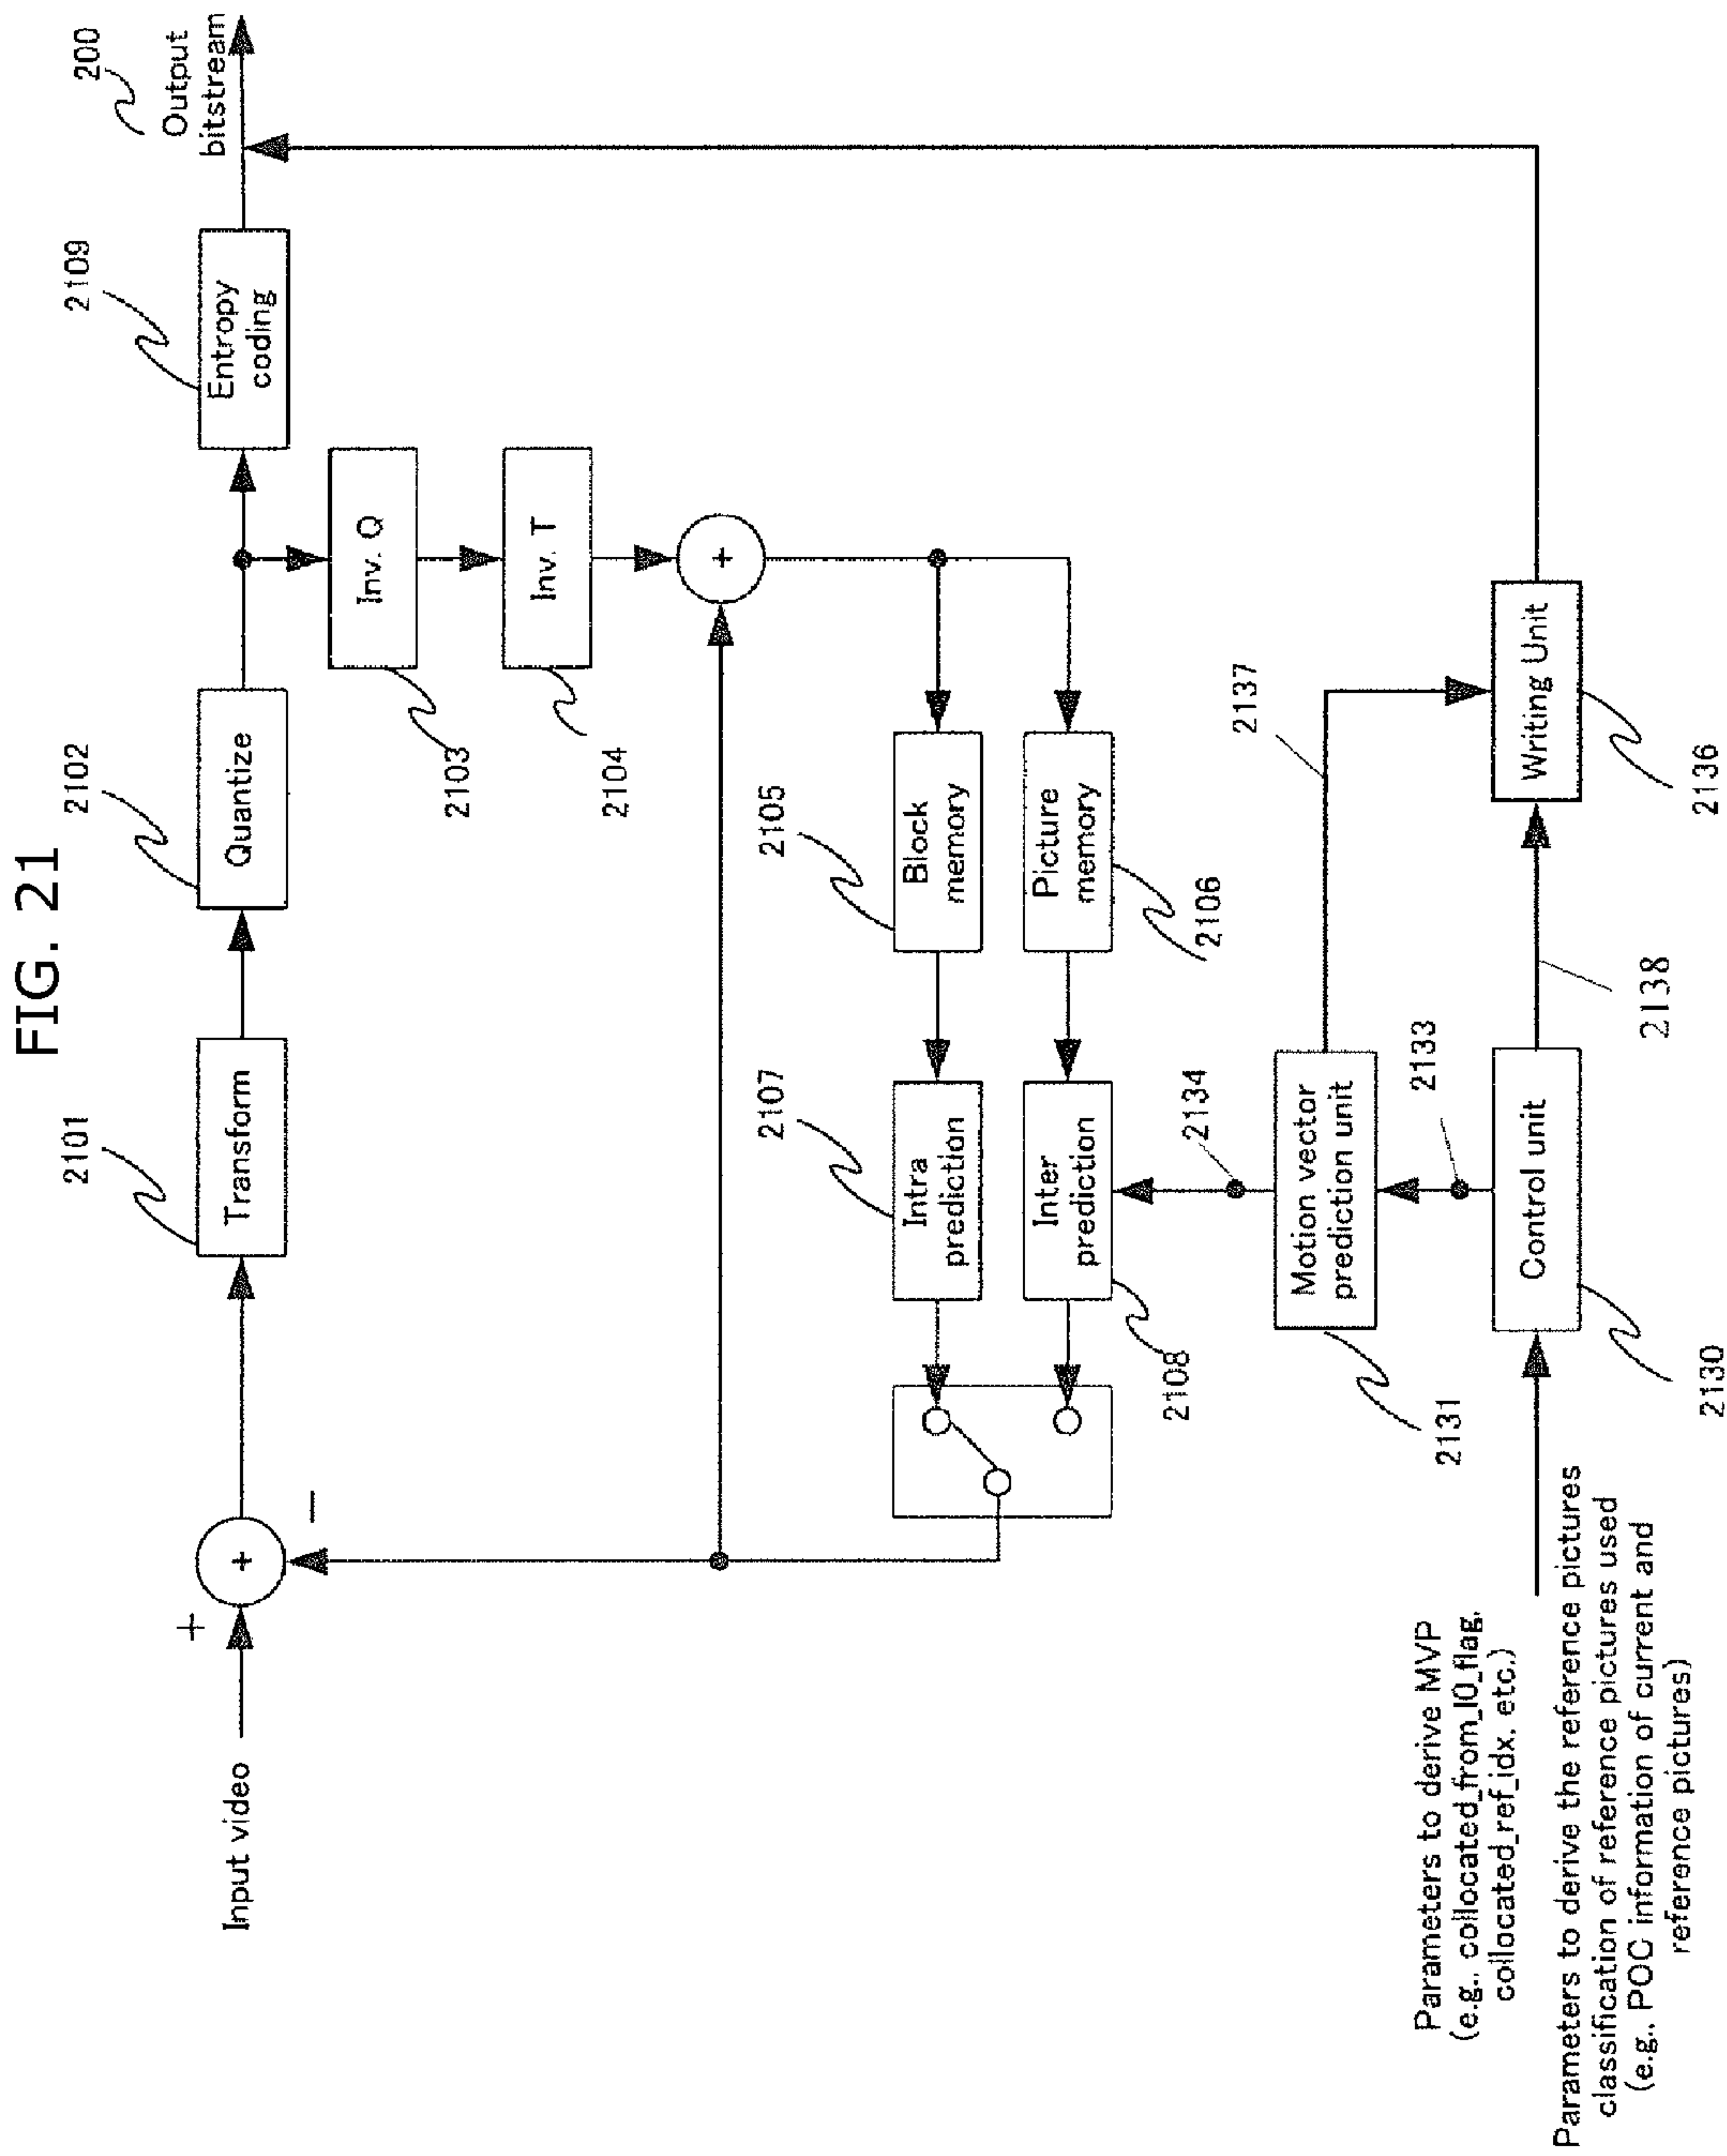 FIG. 21
200
Output
bitstream
2101
2102
2109
Input video
+
+
−
Transform
Quantize
Entropy
coding
Inv. Q
2103
Inv. T
2104
+
2107
2105
Intra
prediction
Block
memory
Inter
prediction
Picture
memory
2108
2106
2134
2137
Motion vector
prediction unit
2131
2133
Parameters to derive MVP
(e.g., collocated_from_l0_flag,
collocated_ref_idx, etc.)
Control unit
2138
Writing Unit
2130
2136
Parameters to derive the reference pictures
classification of reference pictures used
(e.g., POC information of current and
reference pictures)